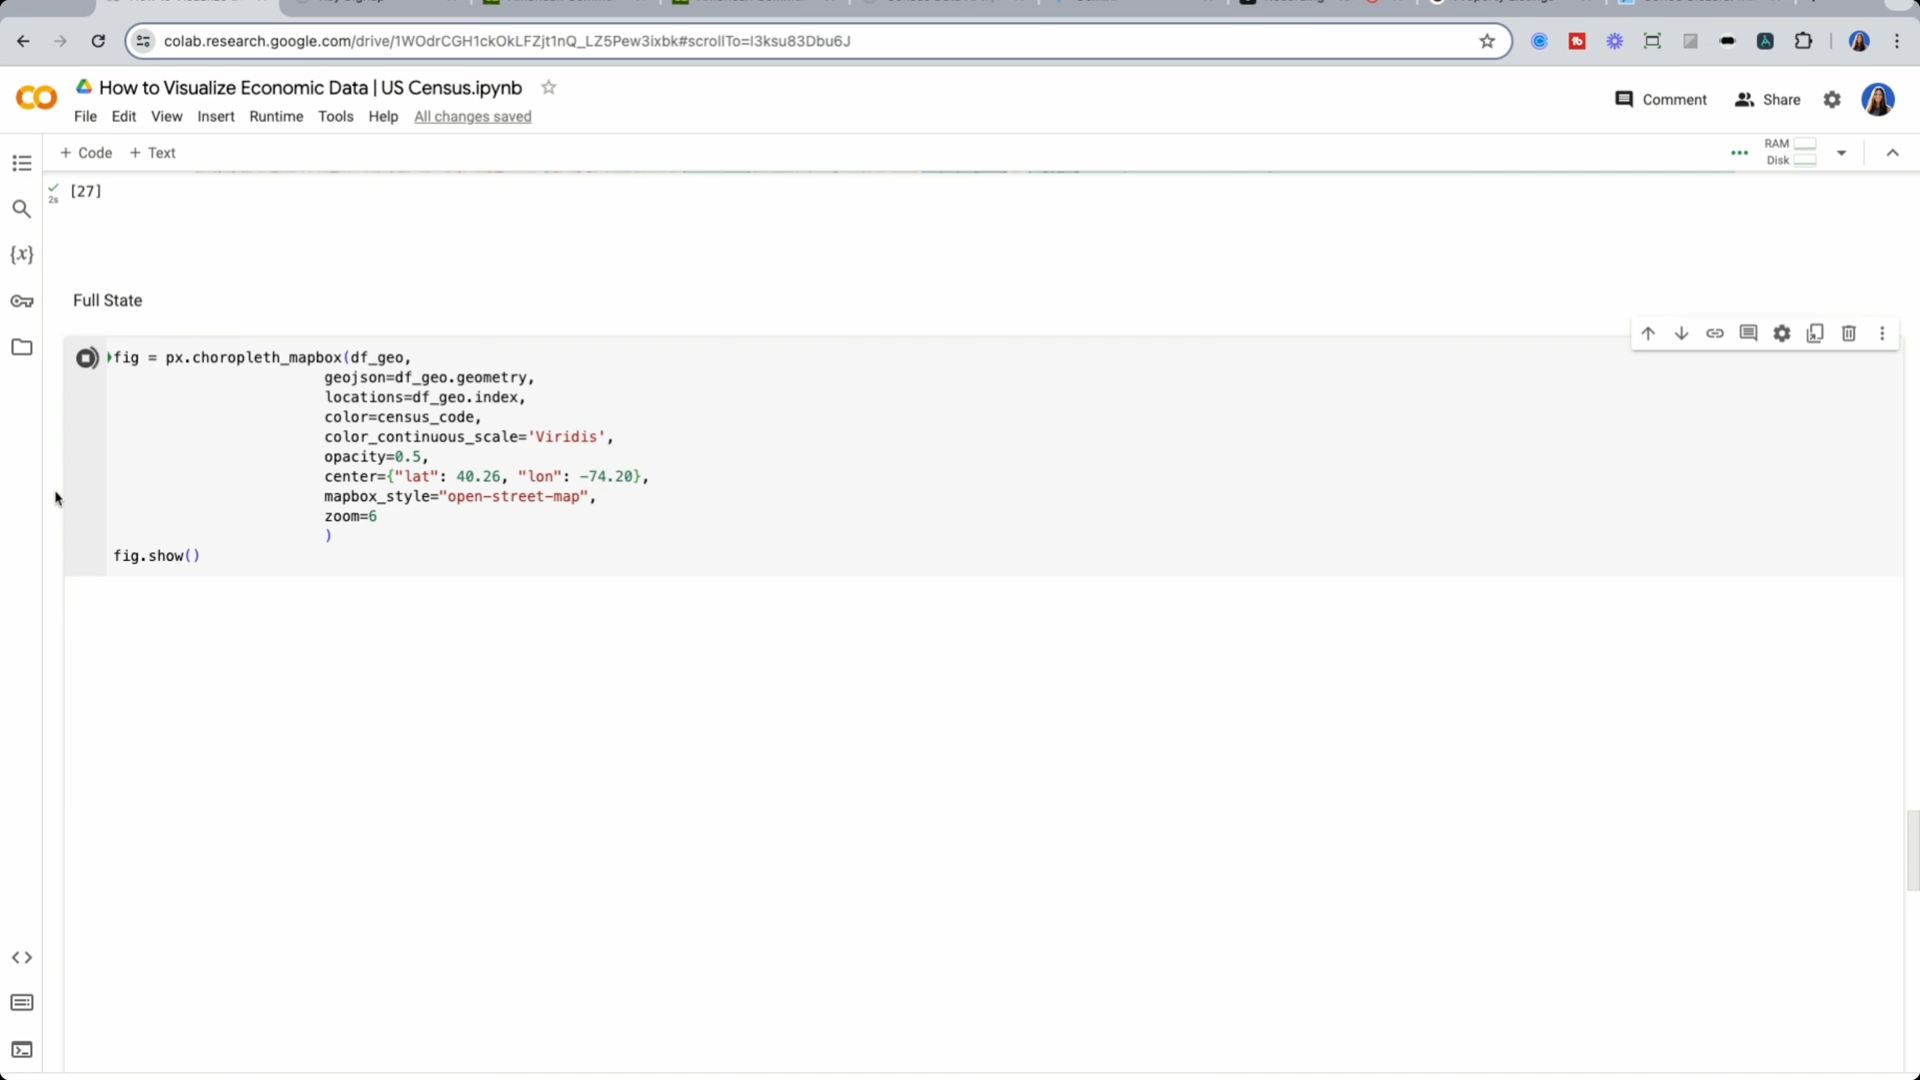 colab.research.google.com/drive/1WOdrCGH1ckOkLFZjt1nQ_LZ5Pew3ixbk#scrollTo=I3ksu83Dbu6J
How to Visualize Economic Data | US Census.ipynb
Comment
Share
File Edit View Insert Runtime Tools Help All changes saved
+ Code + Text
RAM
Disk
2s
[27]
Full State
fig = px.choropleth_mapbox(df_geo,
geojson=df_geo.geometry,
locations=df_geo.index,
color=census_code,
color_continuous_scale='Viridis',
opacity=0.5,
center={"lat": 40.26, "lon": -74.20},
mapbox_style="open-street-map",
zoom=6
)
fig.show()